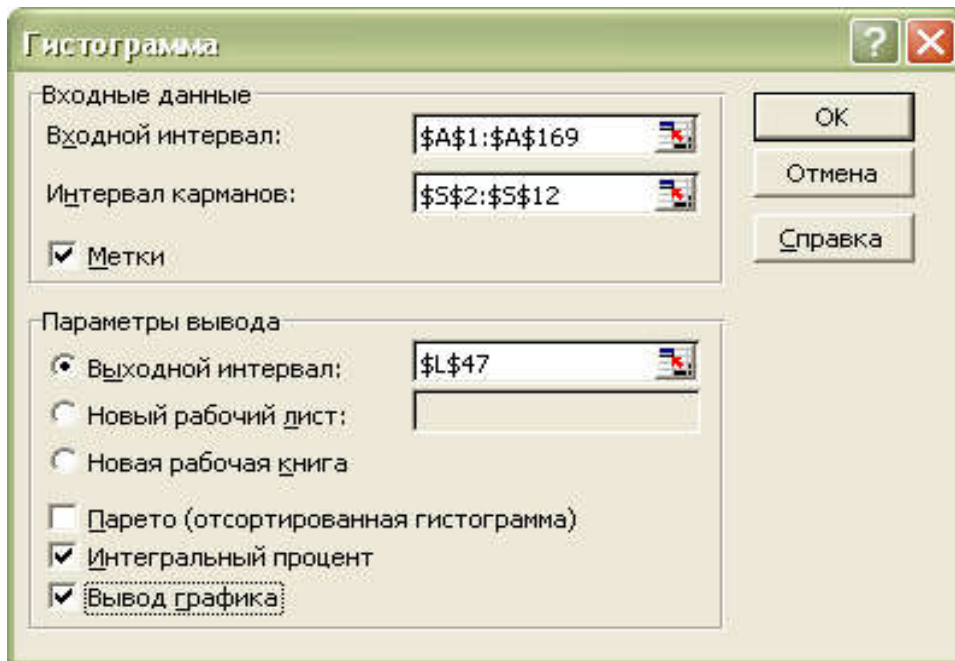 Гистограмма
Входные данные
Входной интервал:
$A$1:$A$169
Интервал карманов:
$S$2:$S$12
Метки
OK
Отмена
Справка
Параметры вывода
Выходной интервал:
$L$47
Новый рабочий лист:
Новая рабочая книга
Парето (отсортированная гистограмма)
Интегральный процент
Вывод графика